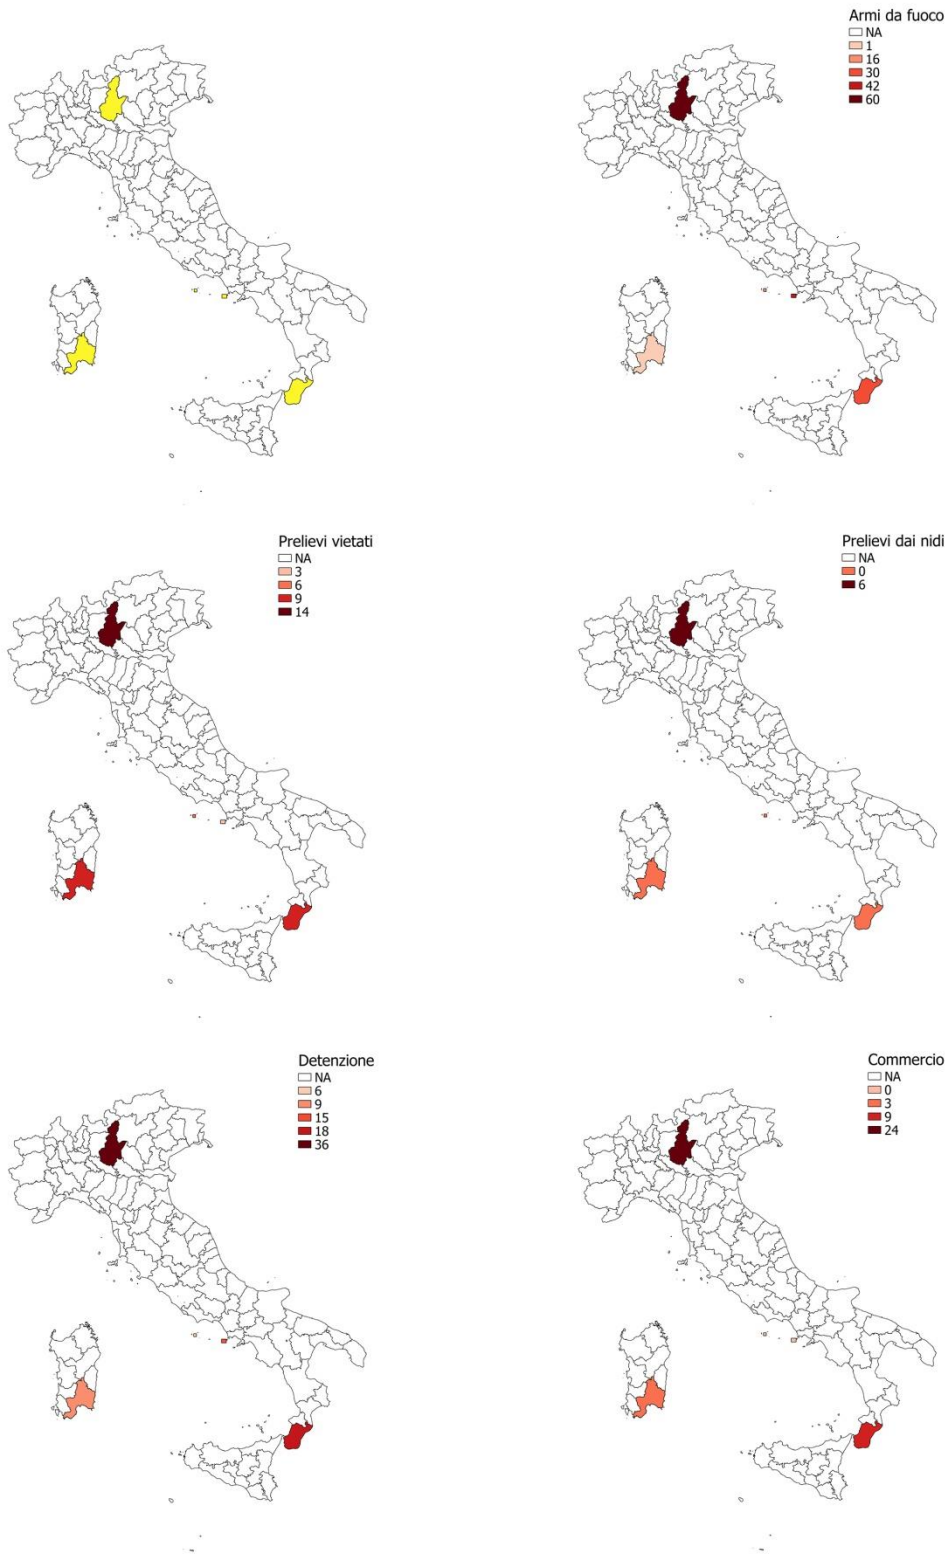 Armi da fuoco
NA
1
16
30
42
60
Prelievi vietati
NA
3
6
9
14
Prelievi dai nidi
NA
0
6
Detenzione
NA
6
9
15
18
36
Commercio
NA
0
3
9
24